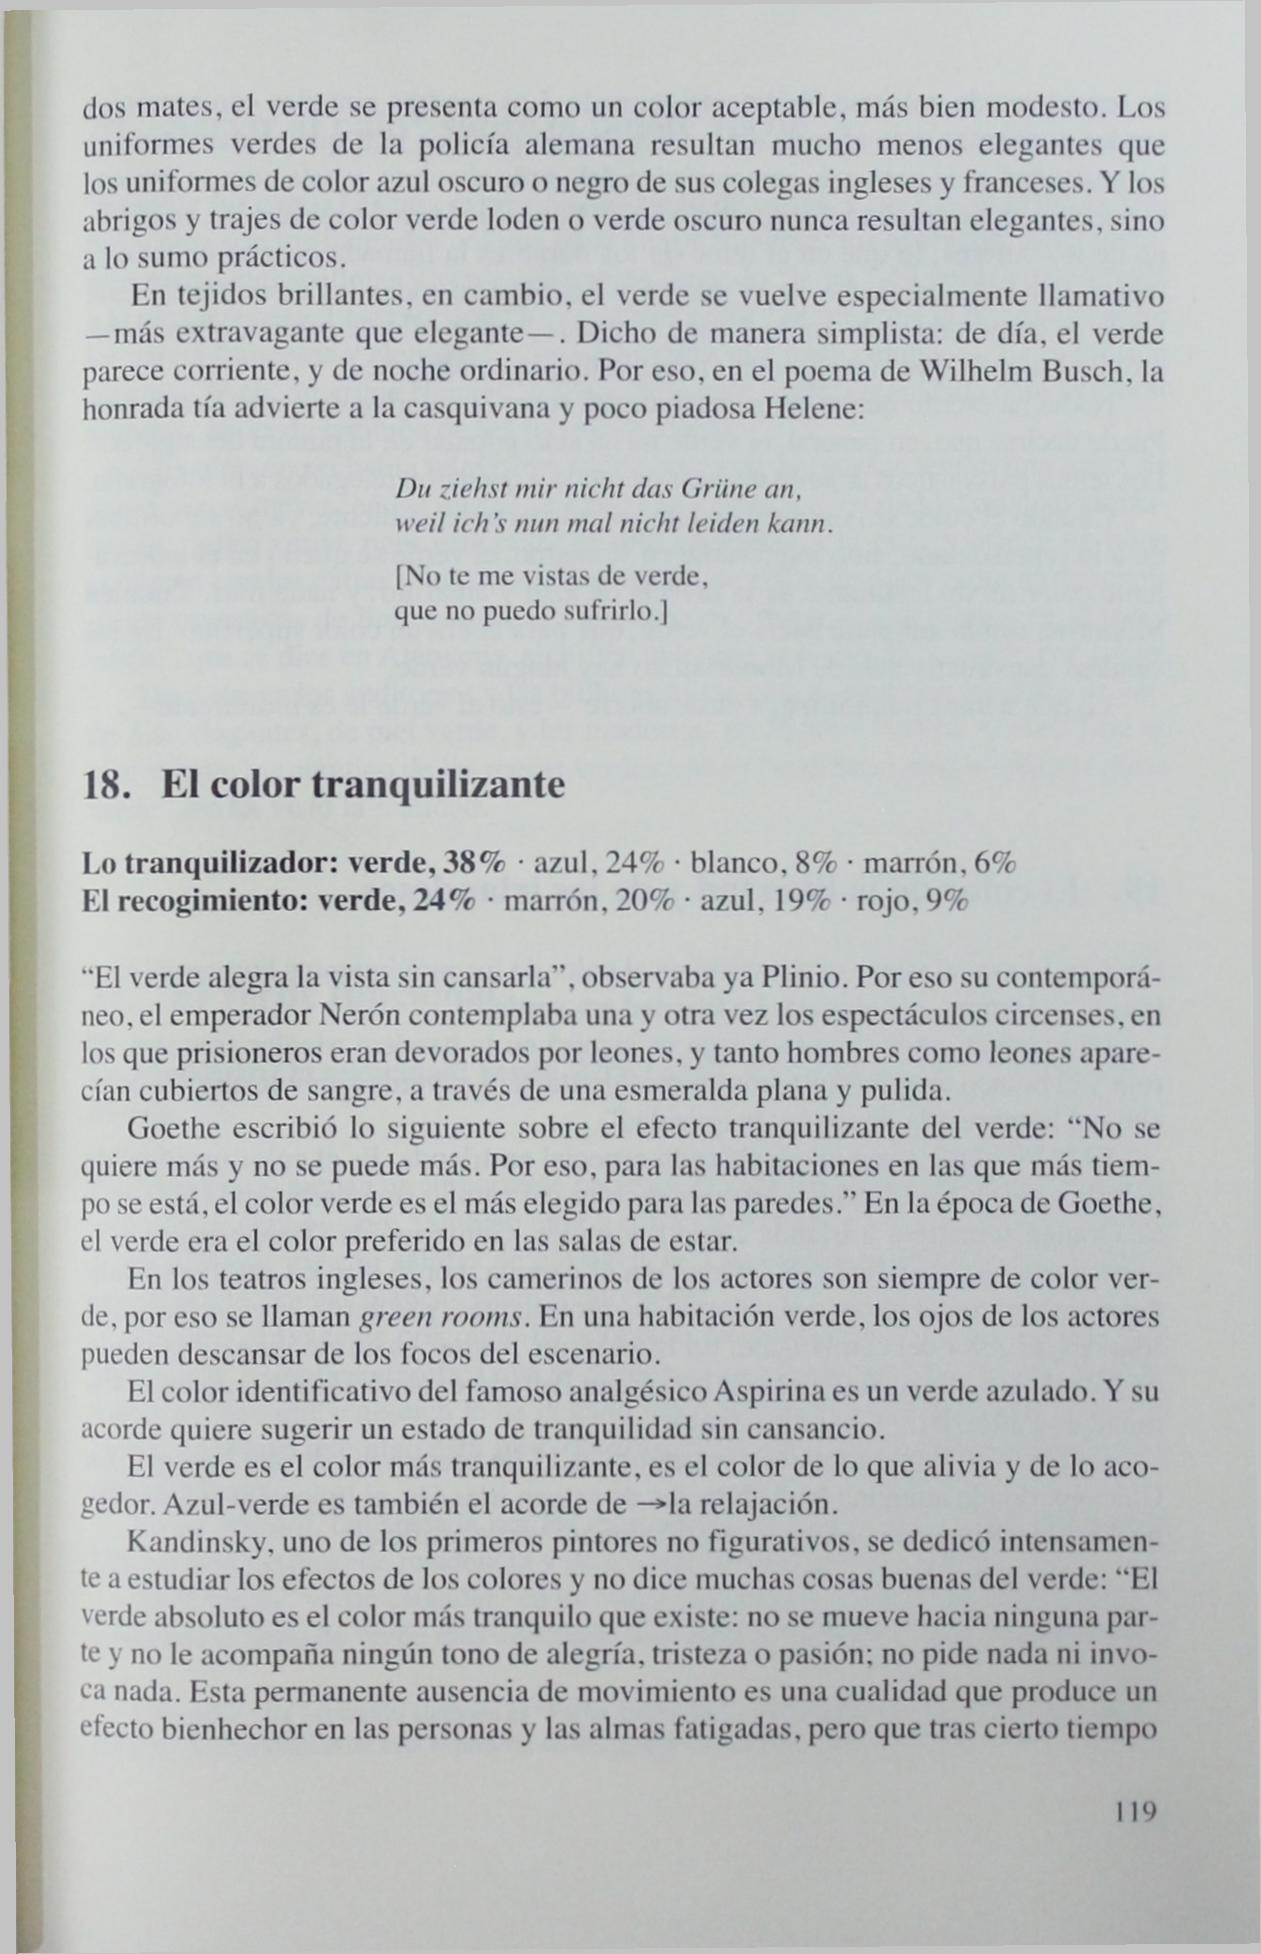 dos mates, el verde se presenta como un color aceptable, más bien modesto. Los
uniformes verdes de la policía alemana resultan mucho menos elegantes que
los uniformes de color azul oscuro o negro de sus colegas ingleses y franceses. Y los
abrigos y trajes de color verde loden o verde oscuro nunca resultan elegantes, sino
a lo sumo prácticos.
En tejidos brillantes, en cambio, el verde se vuelve especialmente llamativo
—más extravagante que elegante—. Dicho de manera simplista: de día, el verde
parece corriente, y de noche ordinario. Por eso, en el poema de Wilhelm Busch, la
honrada tía advierte a la casquivana y poco piadosa Helene:
Du ziehst mir nicht das Grüne an,
weil ich's nun mal nicht leiden kann.
[No te me vistas de verde,
que no puedo sufrirlo.]
18. El color tranquilizante
Lo tranquilizador: verde, 38% · azul, 24% · blanco, 8% · marrón, 6%
El recogimiento: verde, 24% · marrón, 20% · azul, 19% · rojo, 9%
“El verde alegra la vista sin cansarla”, observaba ya Plinio. Por eso su contemporá-
neo, el emperador Nerón contemplaba una y otra vez los espectáculos circenses, en
los que prisioneros eran devorados por leones, y tanto hombres como leones apare-
cían cubiertos de sangre, a través de una esmeralda plana y pulida.
Goethe escribió lo siguiente sobre el efecto tranquilizante del verde: “No se
quiere más y no se puede más. Por eso, para las habitaciones en las que más tiem-
po se está, el color verde es el más elegido para las paredes.” En la época de Goethe,
el verde era el color preferido en las salas de estar.
En los teatros ingleses, los camerinos de los actores son siempre de color ver-
de, por eso se llaman green rooms. En una habitación verde, los ojos de los actores
pueden descansar de los focos del escenario.
El color identificativo del famoso analgésico Aspirina es un verde azulado. Y su
acorde quiere sugerir un estado de tranquilidad sin cansancio.
El verde es el color más tranquilizante, es el color de lo que alivia y de lo aco-
gedor. Azul-verde es también el acorde de →la relajación.
Kandinsky, uno de los primeros pintores no figurativos, se dedicó intensamen-
te a estudiar los efectos de los colores y no dice muchas cosas buenas del verde: “El
verde absoluto es el color más tranquilo que existe: no se mueve hacia ninguna par-
te y no le acompaña ningún tono de alegría, tristeza o pasión; no pide nada ni invo-
ca nada. Esta permanente ausencia de movimiento es una cualidad que produce un
efecto bienhechor en las personas y las almas fatigadas, pero que tras cierto tiempo
119